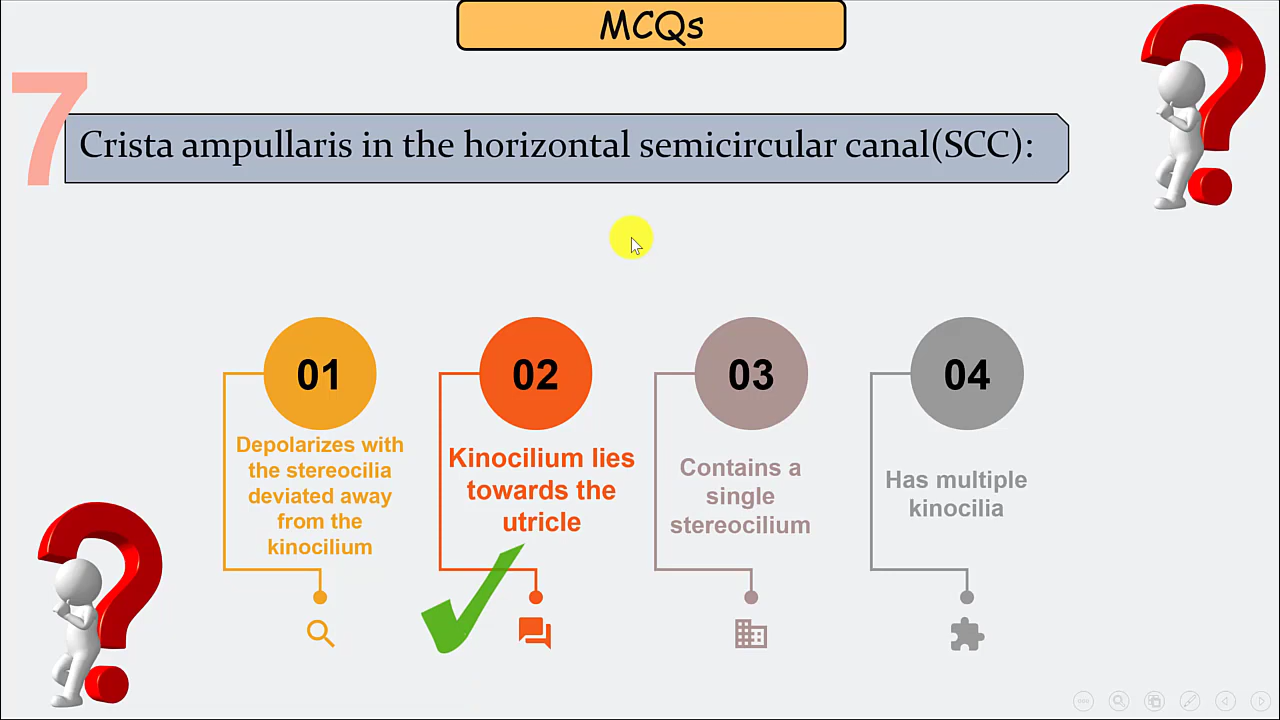 MCQs
7
Crista ampullaris in the horizontal semicircular canal(SCC):
01
Depolarizes with
the stereocilia
deviated away
from the
kinocilium
02
Kinocilium lies
towards the
utricle
03
Contains a
single
stereocilium
04
Has multiple
kinocilia